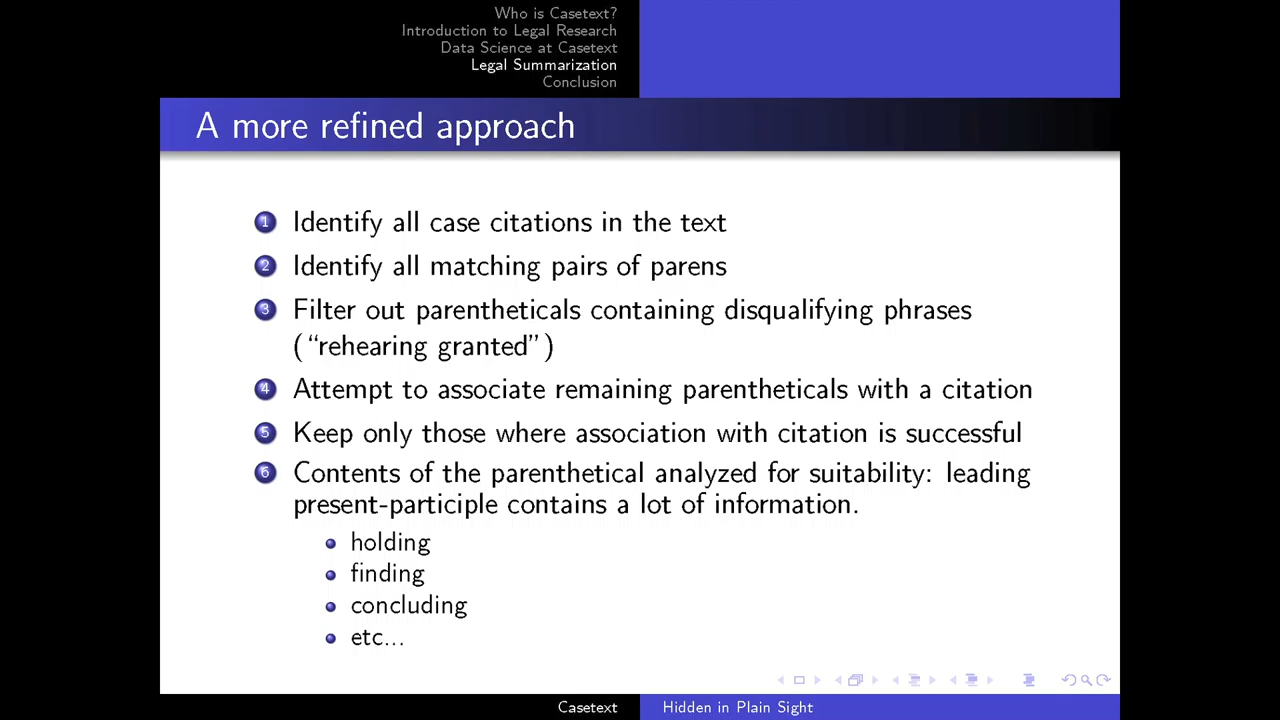 Who is Casetext?
Introduction to Legal Research
Data Science at Casetext
Legal Summarization
Conclusion
A more refined approach
1 Identify all case citations in the text
2 Identify all matching pairs of parens
3 Filter out parentheticals containing disqualifying phrases
(“rehearing granted”)
4 Attempt to associate remaining parentheticals with a citation
5 Keep only those where association with citation is successful
6 Contents of the parenthetical analyzed for suitability: leading
present-participle contains a lot of information.
holding
finding
concluding
etc...
Casetext
Hidden in Plain Sight